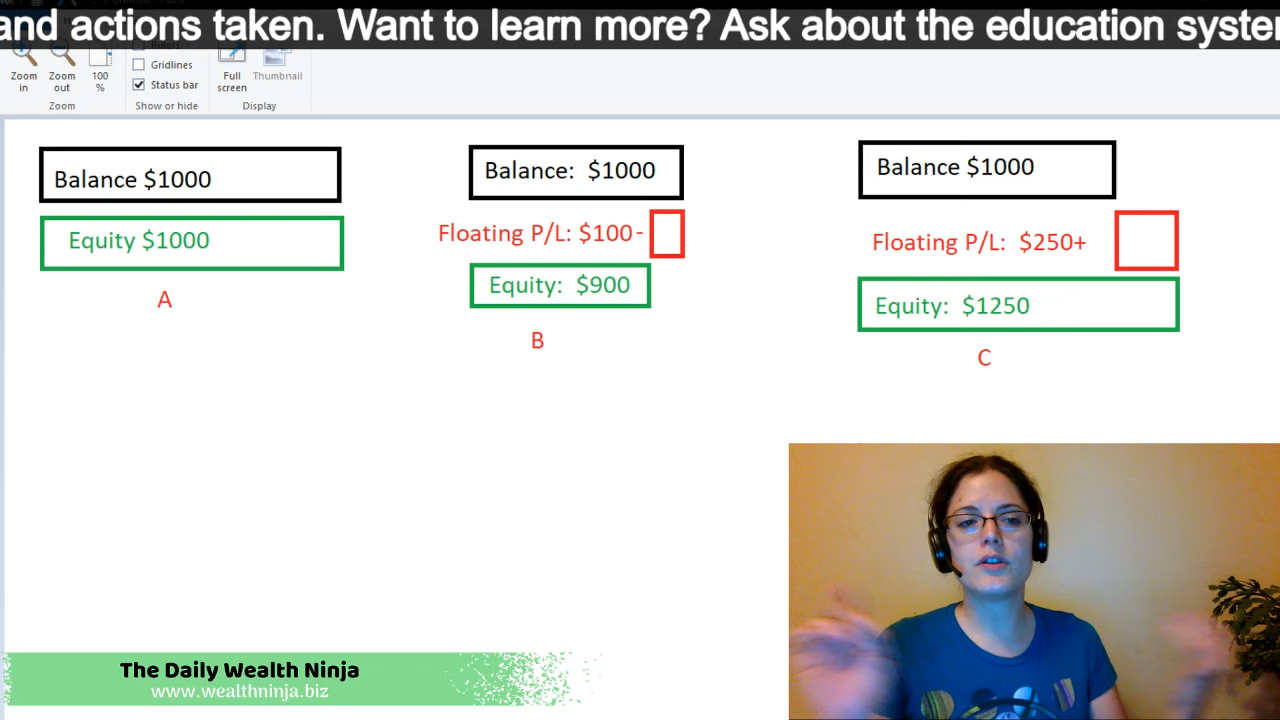 and actions taken. Want to learn more? Ask about the education syste
Gridlines
Status bar
Zoom in
Zoom out
100 %
Full screen
Thumbnail
Zoom
Show or hide
Display
Balance $1000
Equity $1000
A
Balance: $1000
Floating P/L: $100-
Equity: $900
B
Balance $1000
Floating P/L: $250+
Equity: $1250
C
The Daily Wealth Ninja
www.wealthninja.biz